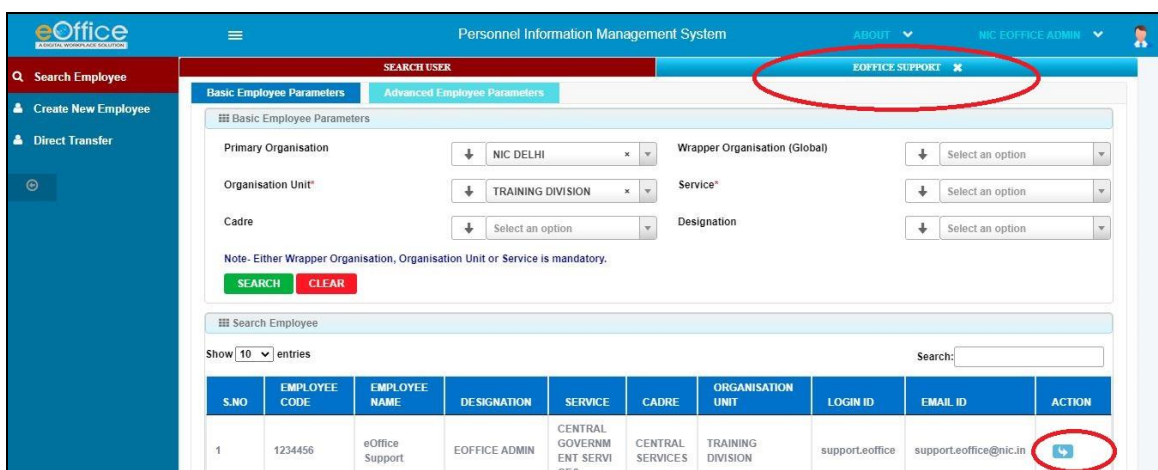 eOffice
A DIGITAL WORKPLACE SOLUTION
Personnel Information Management System
ABOUT
NIC EOFFICE ADMIN
Search Employee
Create New Employee
Direct Transfer
SEARCH USER
EOFFICE SUPPORT ✖
Basic Employee Parameters
Advanced Employee Parameters
Basic Employee Parameters
Primary Organisation
NIC DELHI ×
Wrapper Organisation (Global)
Select an option
Organisation Unit*
TRAINING DIVISION ×
Service*
Select an option
Cadre
Select an option
Designation
Select an option
Note- Either Wrapper Organisation, Organisation Unit or Service is mandatory.
SEARCH CLEAR
Search Employee
Show 10 entries
Search:
S.NO
EMPLOYEE
CODE
EMPLOYEE
NAME
DESIGNATION
SERVICE
CADRE
ORGANISATION
UNIT
LOGIN ID
EMAIL ID
ACTION
1
1234456
eOffice
Support
EOFFICE ADMIN
CENTRAL
GOVERNM
ENT SERVI
CENTRAL
SERVICES
TRAINING
DIVISION
support.eoffice
support.eoffice@nic.in